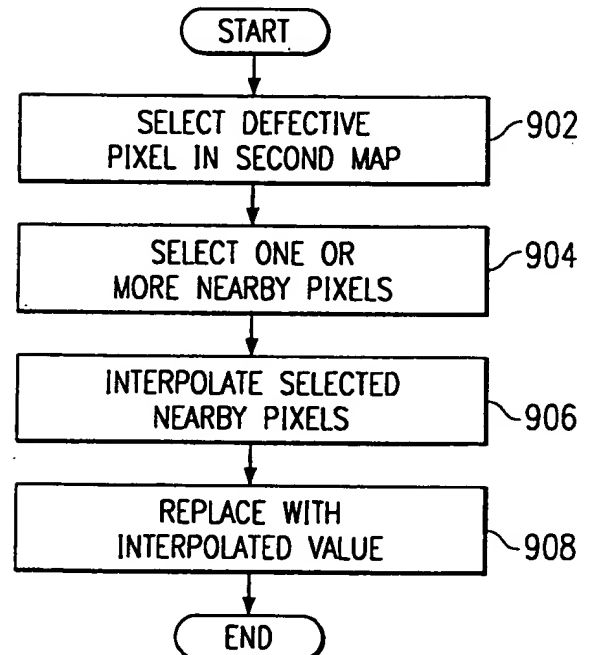 START
SELECT DEFECTIVE
PIXEL IN SECOND MAP
902
SELECT ONE OR
MORE NEARBY PIXELS
904
INTERPOLATE SELECTED
NEARBY PIXELS
906
REPLACE WITH
INTERPOLATED VALUE
908
END